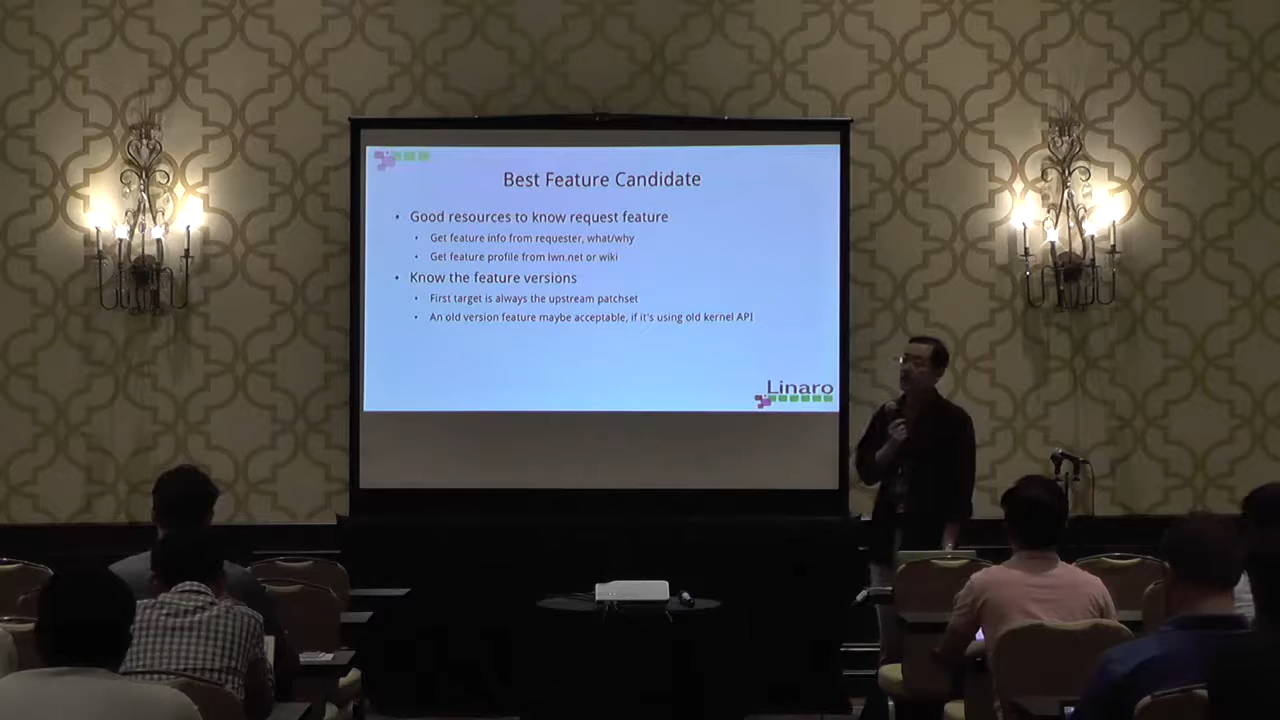 Best Feature Candidate
• Good resources to know request feature
• Get feature info from requester, what/why
• Get feature profile from lwn.net or wiki
• Know the feature versions
• First target is always the upstream patchset
• An old version feature maybe acceptable, if it's using old kernel API
Linaro